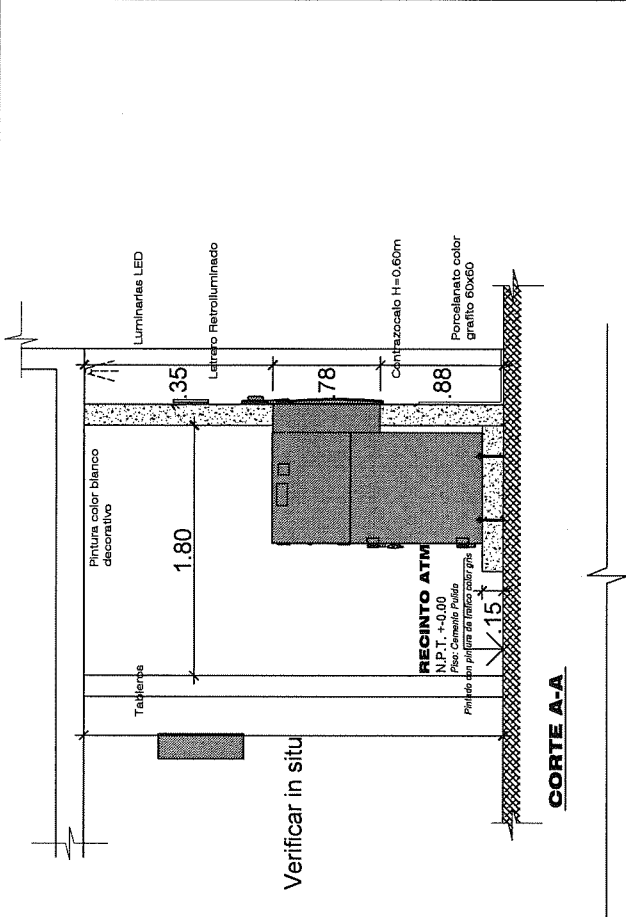 Luminarias LED
Letrero Retroiluminado
Contrazocalo H=0.60m
Porcelanato color
grafito 60x60
.35
.78
.88
Pintura color blanco
decorativo
1.80
RECINTO ATM
N.P.T. +-0.00
Piso: Cemento Pulido
Pintado con pintura de trafico color gris
.15
Tableros
Verificar in situ
CORTE A-A